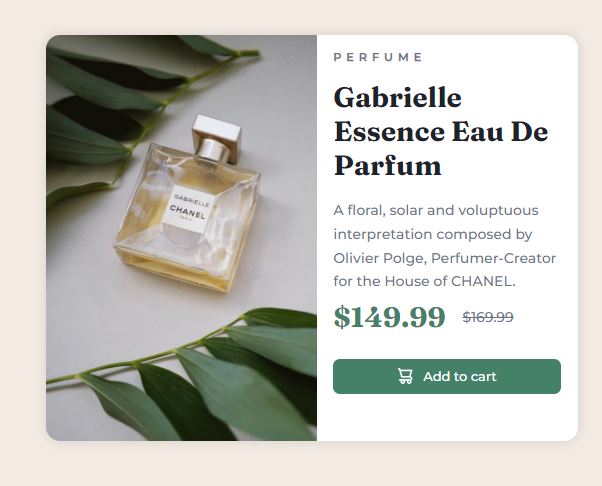 PERFUME
Gabrielle
Essence Eau De
Parfum
A floral, solar and voluptuous
interpretation composed by
Olivier Polge, Perfumer-Creator
for the House of CHANEL.
$149.99 $169.99
Add to cart
GABRIELLE
CHANEL
PARIS